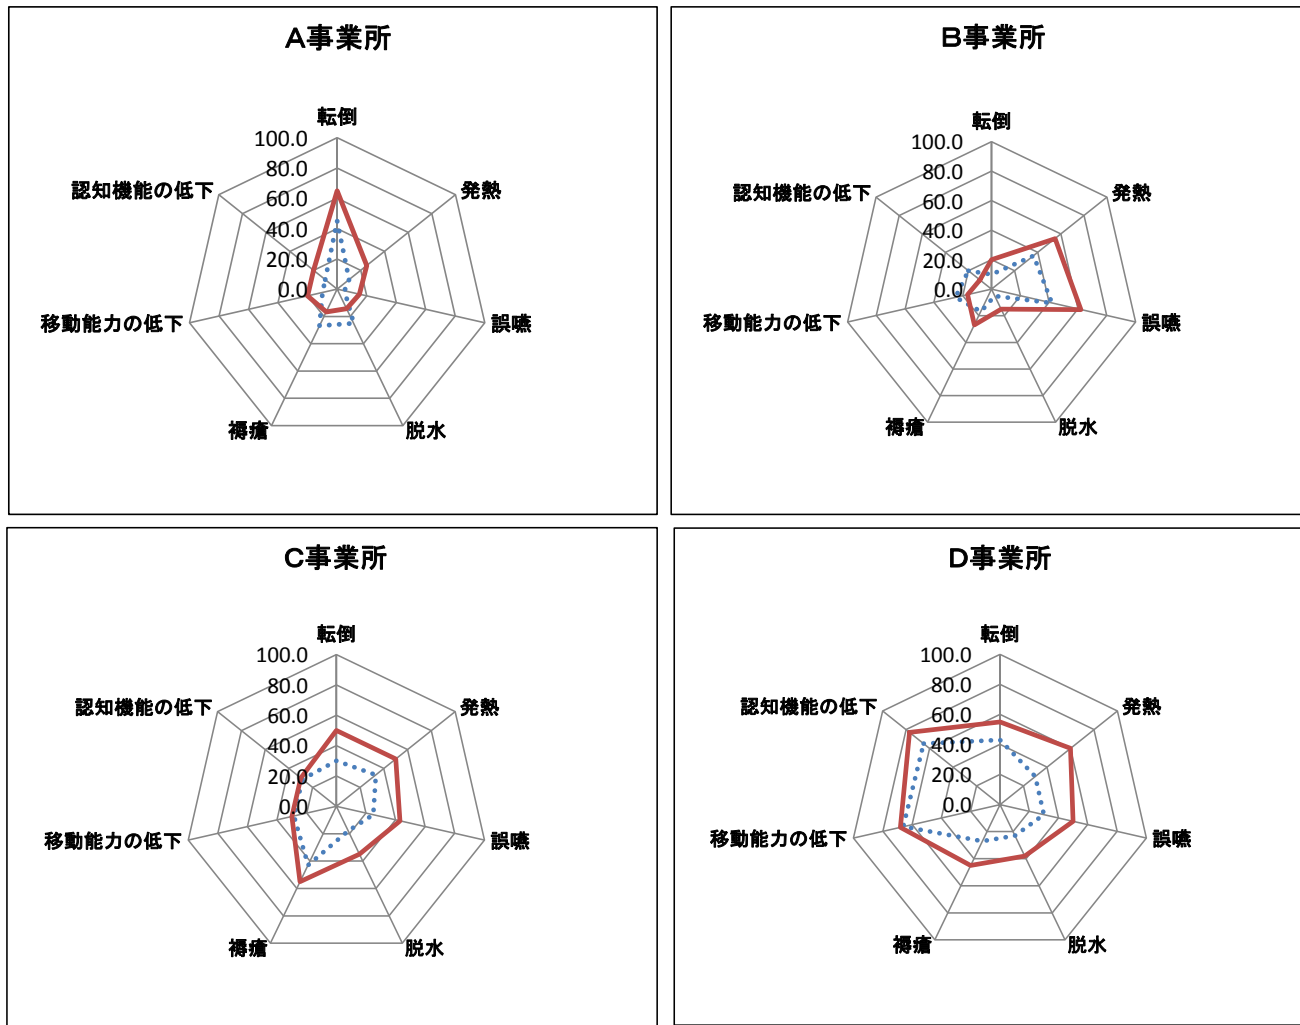 A事業所
転倒
100.0
80.0
60.0
40.0
20.0
0.0
発熱
誤嚥
脱水
褥瘡
移動能力の低下
認知機能の低下
B事業所
転倒
100.0
80.0
60.0
40.0
20.0
0.0
発熱
誤嚥
脱水
褥瘡
移動能力の低下
認知機能の低下
C事業所
転倒
100.0
80.0
60.0
40.0
20.0
0.0
発熱
誤嚥
脱水
褥瘡
移動能力の低下
認知機能の低下
D事業所
転倒
100.0
80.0
60.0
40.0
20.0
0.0
発熱
誤嚥
脱水
褥瘡
移動能力の低下
認知機能の低下